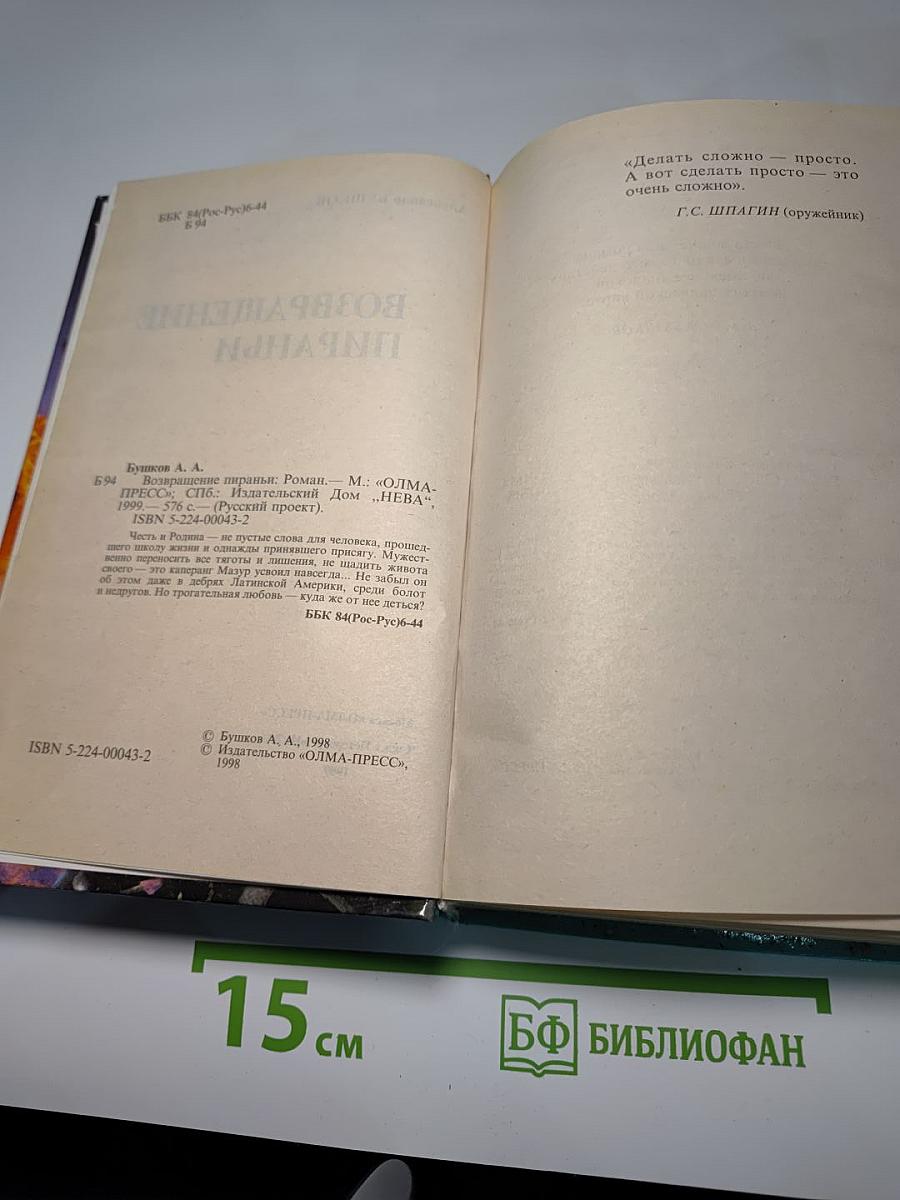 ББК 84(Рос-Рус)6-44
Б 94
ВОЗВРАЩЕНИЕ
ПИРАНЬИ
Бушков А. А.
Б 94 Возвращение пираньи: Роман.— М.: «ОЛМА-
ПРЕСС»; СПб.: Издательский Дом „НЕВА“,
1999.— 576 с.— (Русский проект).
ISBN 5-224-00043-2
Честь и Родина — не пустые слова для человека, прошед-
шего школу жизни и однажды принявшего присягу. Мужест-
венно переносить все тяготы и лишения, не щадить живота
своего — это каперанг Мазур усвоил навсегда... Не забыл он
об этом даже в дебрях Латинской Америки, среди болот
и недругов. Но трогательная любовь — куда же от нее деться?
ББК 84(Рос-Рус)6-44
ISBN 5-224-00043-2
© Бушков А. А., 1998
© Издательство «ОЛМА-ПРЕСС»,
1998
«Делать сложно — просто.
А вот сделать просто — это
очень сложно».
Г.С. ШПАГИН (оружейник)
15 см
БФ БИБЛИОФАН